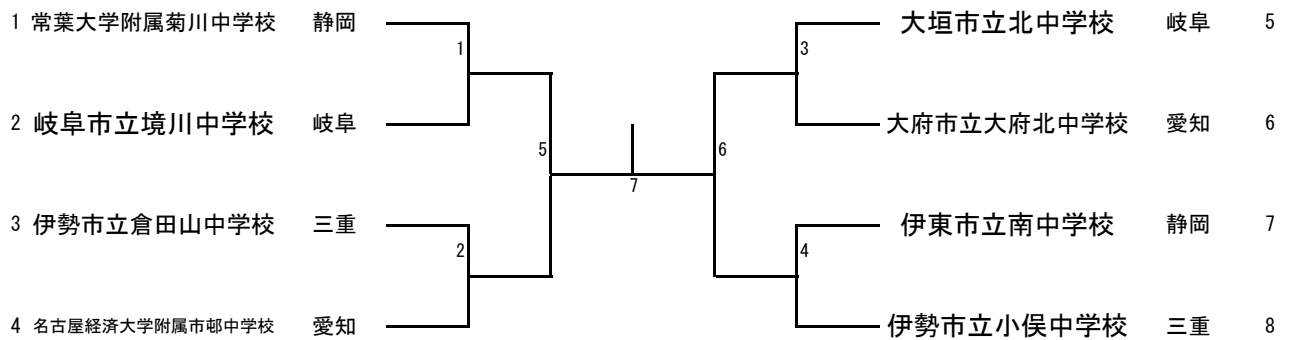 1 常葉大学附属菊川中学校 静岡
大垣市立北中学校 岐阜 5
1
3
2 岐阜市立境川中学校 岐阜
大府市立大府北中学校 愛知 6
5
6
7
3 伊勢市立倉田山中学校 三重
伊東市立南中学校 静岡 7
2
4
4 名古屋経済大学附属市邨中学校 愛知
伊勢市立小俣中学校 三重 8